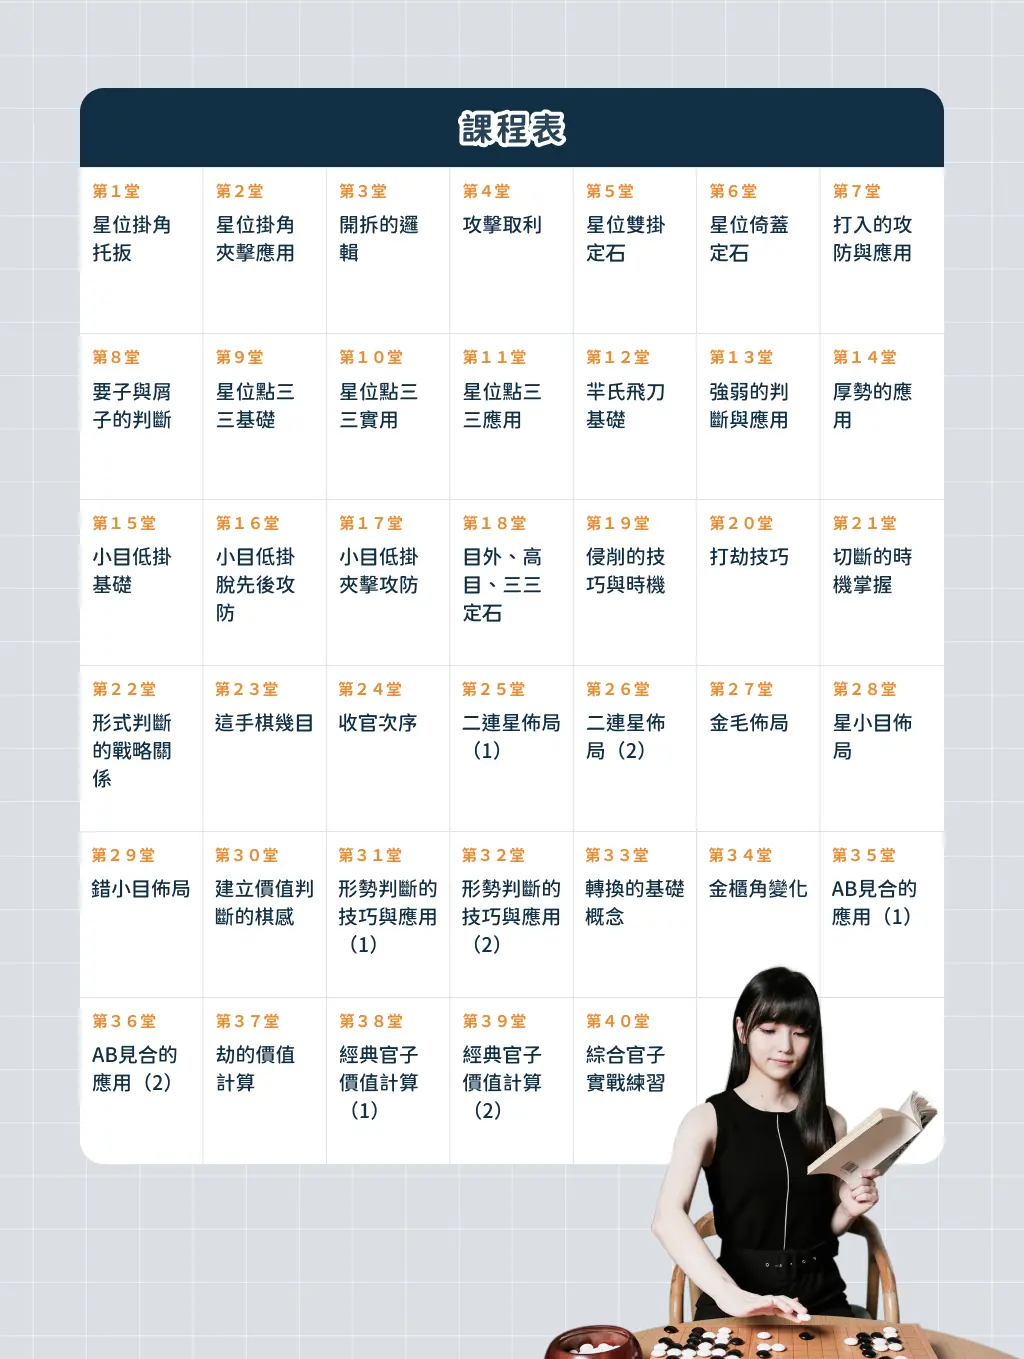 課程表
第1堂
星位掛角
托扳
第2堂
星位掛角
夾擊應用
第3堂
開拆的邏
輯
第4堂
攻擊取利
第5堂
星位雙掛
定石
第6堂
星位倚蓋
定石
第7堂
打入的攻
防與應用
第8堂
要子與屑
子的判斷
第9堂
星位點三
三基礎
第10堂
星位點三
三實用
第11堂
星位點三
三應用
第12堂
芈氏飛刀
基礎
第13堂
強弱的判
斷與應用
第14堂
厚勢的應
用
第15堂
小目低掛
基礎
第16堂
小目低掛
脫先後攻
防
第17堂
小目低掛
夾擊攻防
第18堂
目外、高
目、三三
定石
第19堂
侵削的技
巧與時機
第20堂
打劫技巧
第21堂
切斷的時
機掌握
第22堂
形式判斷
的戰略關
係
第23堂
這手棋幾目
第24堂
收官次序
第25堂
二連星佈局
（1）
第26堂
二連星佈
局（2）
第27堂
金毛佈局
第28堂
星小目佈
局
第29堂
錯小目佈局
第30堂
建立價值判
斷的棋感
第31堂
形勢判斷的
技巧與應用
（1）
第32堂
形勢判斷的
技巧與應用
（2）
第33堂
轉換的基礎
概念
第34堂
金櫃角變化
第35堂
AB見合的
應用（1）
第36堂
AB見合的
應用（2）
第37堂
劫的價值
計算
第38堂
經典官子
價值計算
（1）
第39堂
經典官子
價值計算
（2）
第40堂
綜合官子
實戰練習